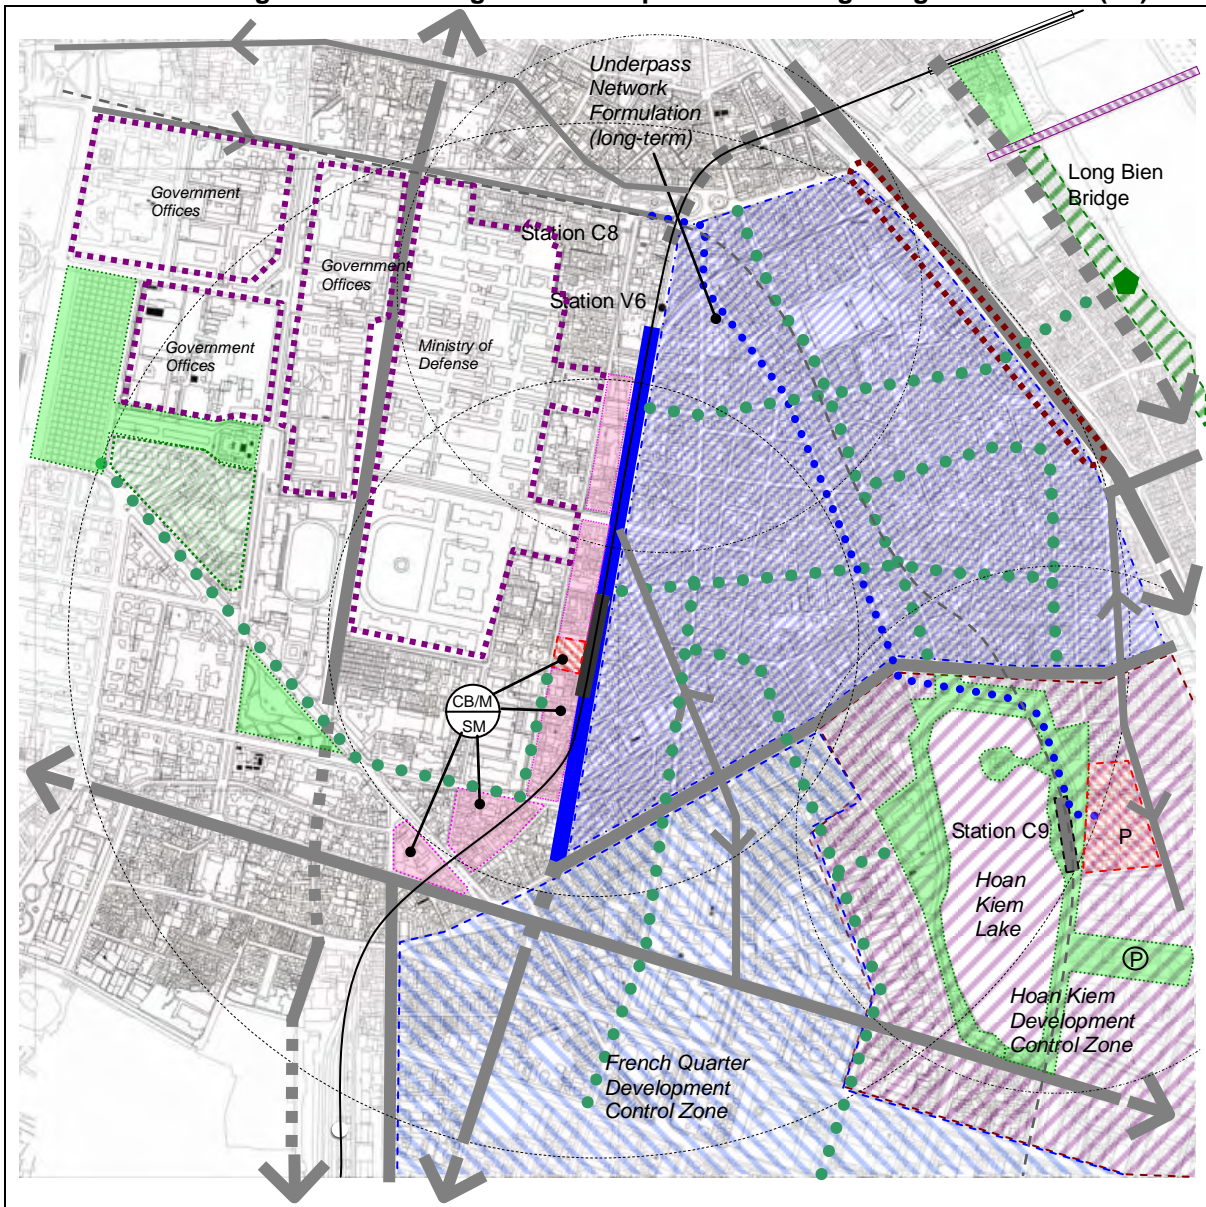 Underpass
Network
Formulation
(long-term)
Long Bien
Bridge
Government
Offices
Station C8
Government
Offices
Station V6
Government
Offices
Ministry of
Defense
CB/M
SM
Station C9
P
Hoan
Kiem
Lake
P
Hoan Kiem
Development
Control Zone
French Quarter
Development
Control Zone